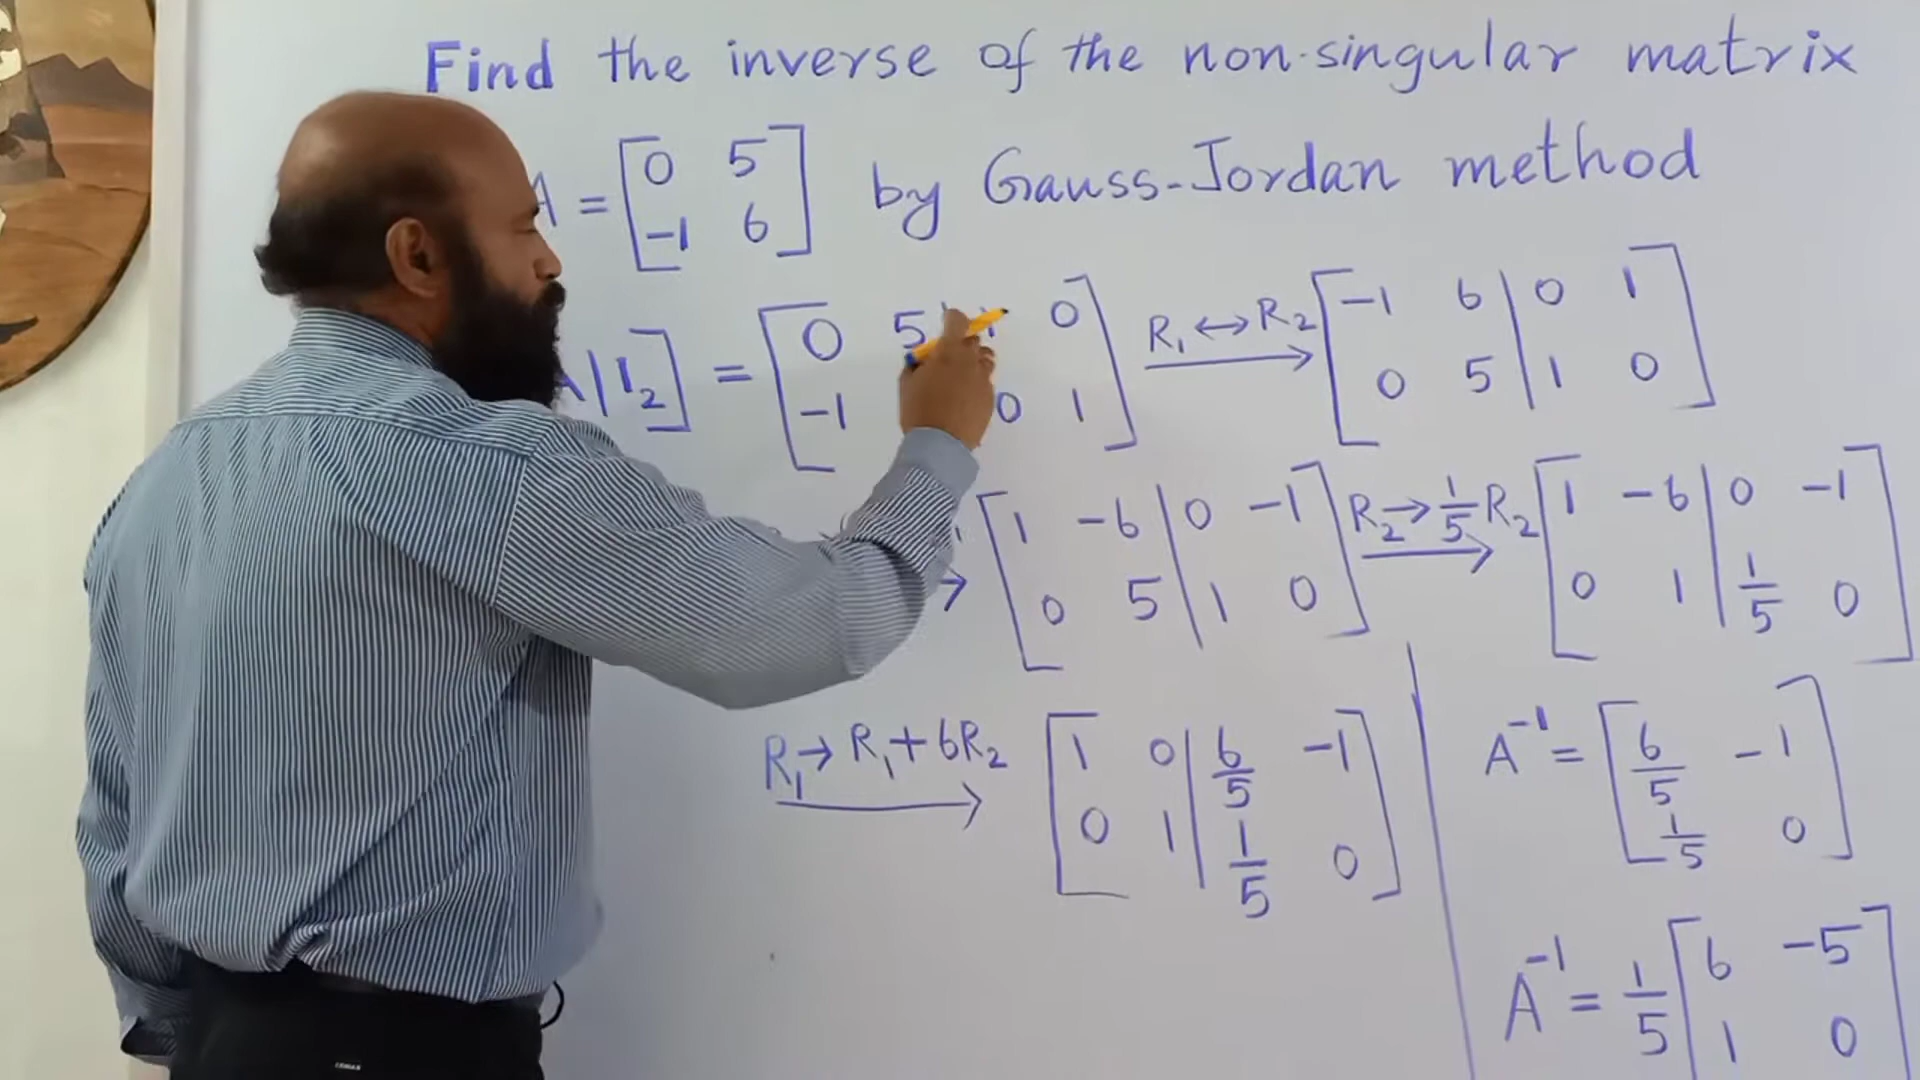 Find the inverse of the non-singular matrix
A = [0 5
-1 6] by Gauss-Jordan method
A | I₂] = [0 5 | 1 0
-1 0 1]
R₁ ↔ R₂ → [-1 6 | 0 1
0 5 | 1 0]
→ [1 -6 | 0 -1
0 5 | 1 0]
R₂ → 1/5 R₂ → [1 -6 | 0 -1
0 1 | 1/5 0]
R₁ → R₁ + 6R₂ → [1 0 | 6/5 -1
0 1 | 1/5 0]
A⁻¹ = [6/5 -1
1/5 0]
A⁻¹ = 1/5 [6 -5
1 0